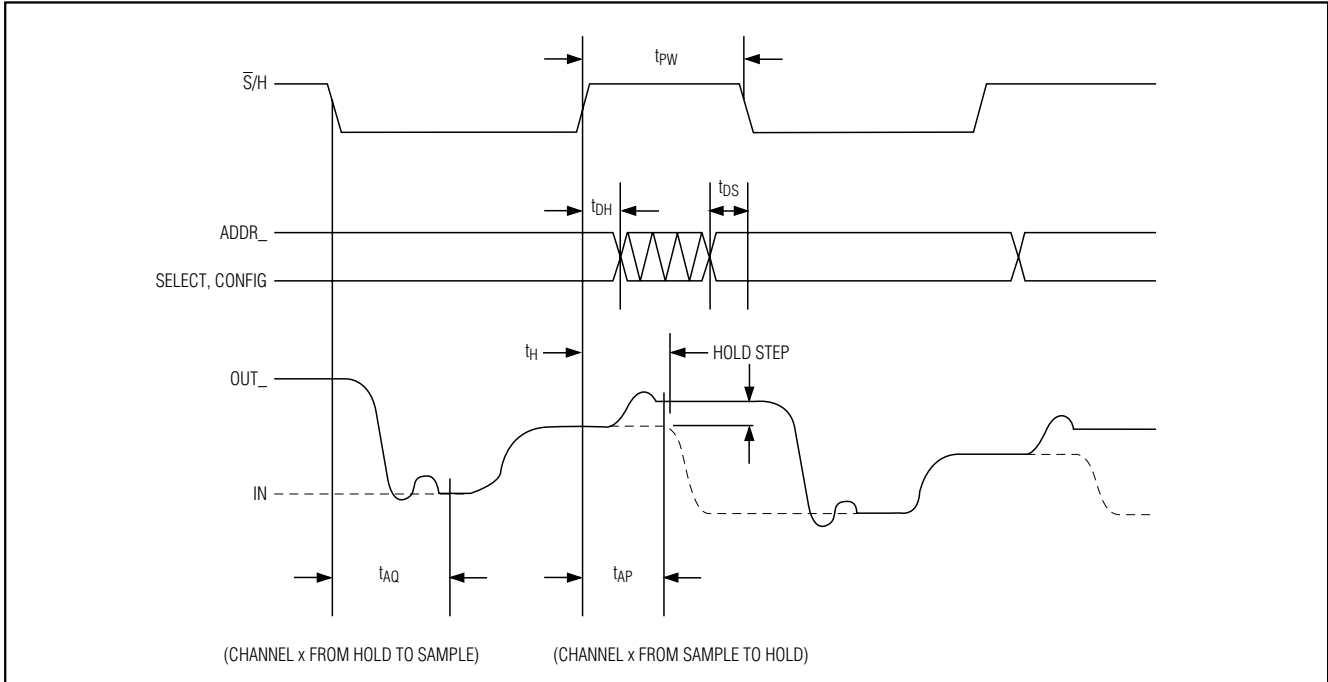 tPW
S̅/H
tDS
tDH
ADDR_
SELECT, CONFIG
tH
HOLD STEP
OUT_
IN
tAQ
tAP
(CHANNEL x FROM HOLD TO SAMPLE)
(CHANNEL x FROM SAMPLE TO HOLD)